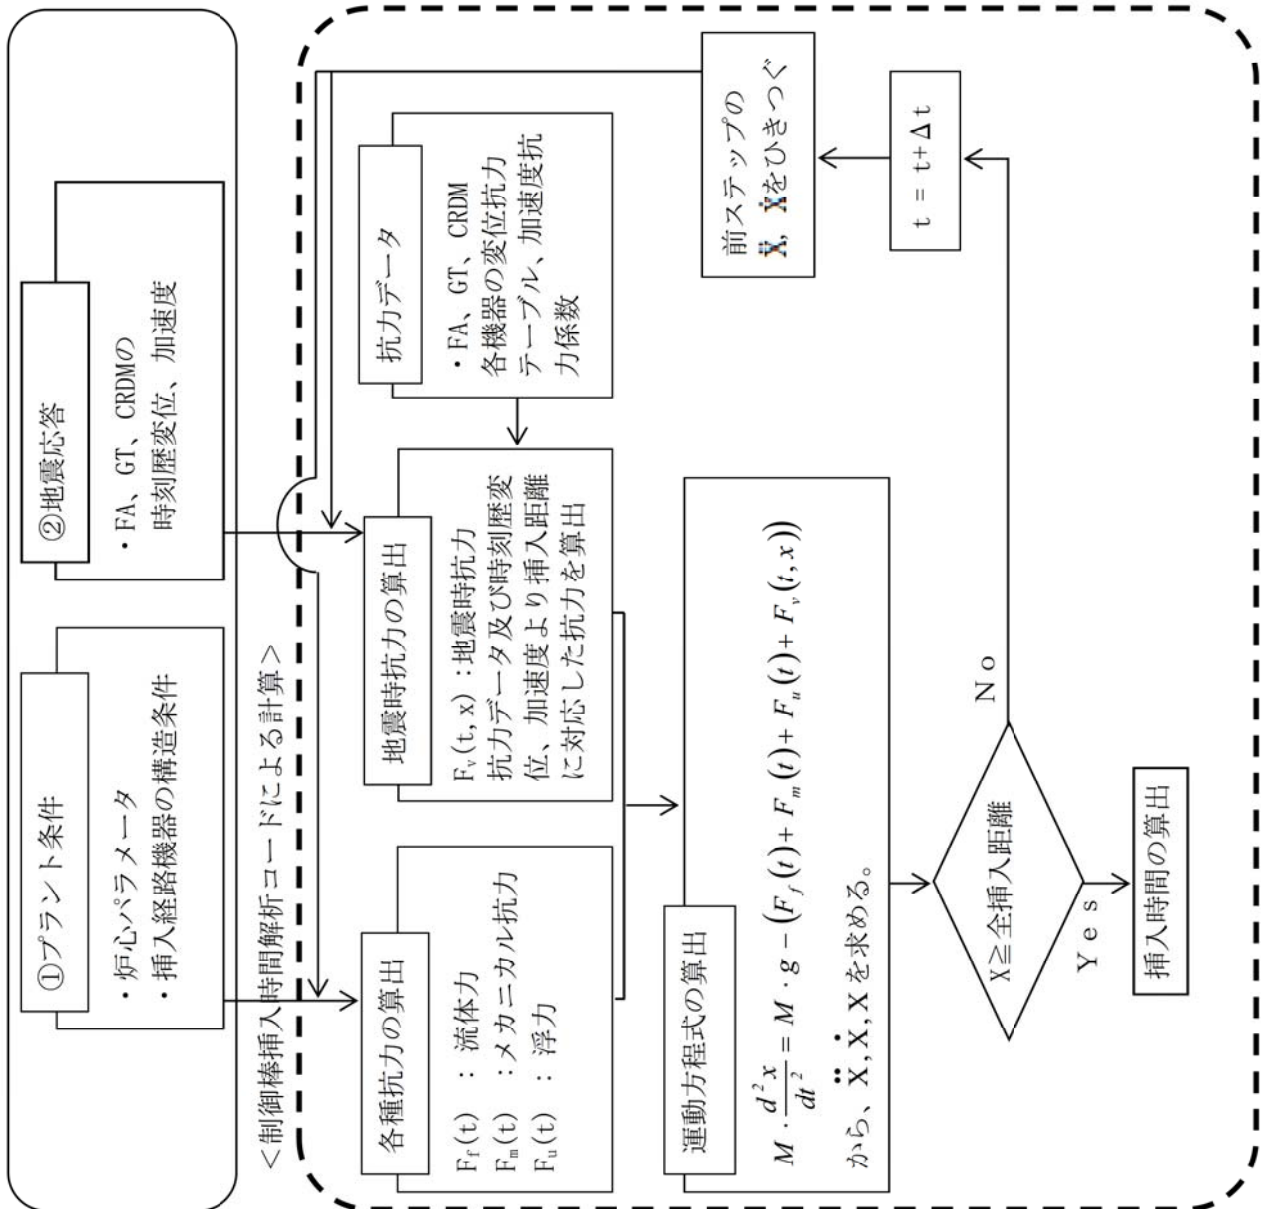 ①プラント条件
・炉心パラメータ
・挿入経路機器の構造条件
②地震応答
・FA、GT、CRDMの
時刻歴変位、加速度
＜制御棒挿入時間解析コードによる計算＞
各種抗力の算出
F_f(t) ：流体力
F_m(t) ：メカニカル抗力
F_u(t) ：浮力
地震時抗力の算出
F_v(t,x)：地震時抗力
抗力データ及び時刻歴変
位、加速度より挿入距離
に対応した抗力を算出
抗力データ
・FA、GT、CRDM
各機器の変位抗力
テーブル、加速度抗
力係数
運動方程式の算出
M・d²x/dt² = M・g－(F_f(t)+F_m(t)+F_u(t)+F_v(t,x))
から、Ẍ,Ẋ,Xを求める。
前ステップの
Ẍ, Ẋをひきつぐ
t = t+Δt
X≧全挿入距離
No
Yes
挿入時間の算出